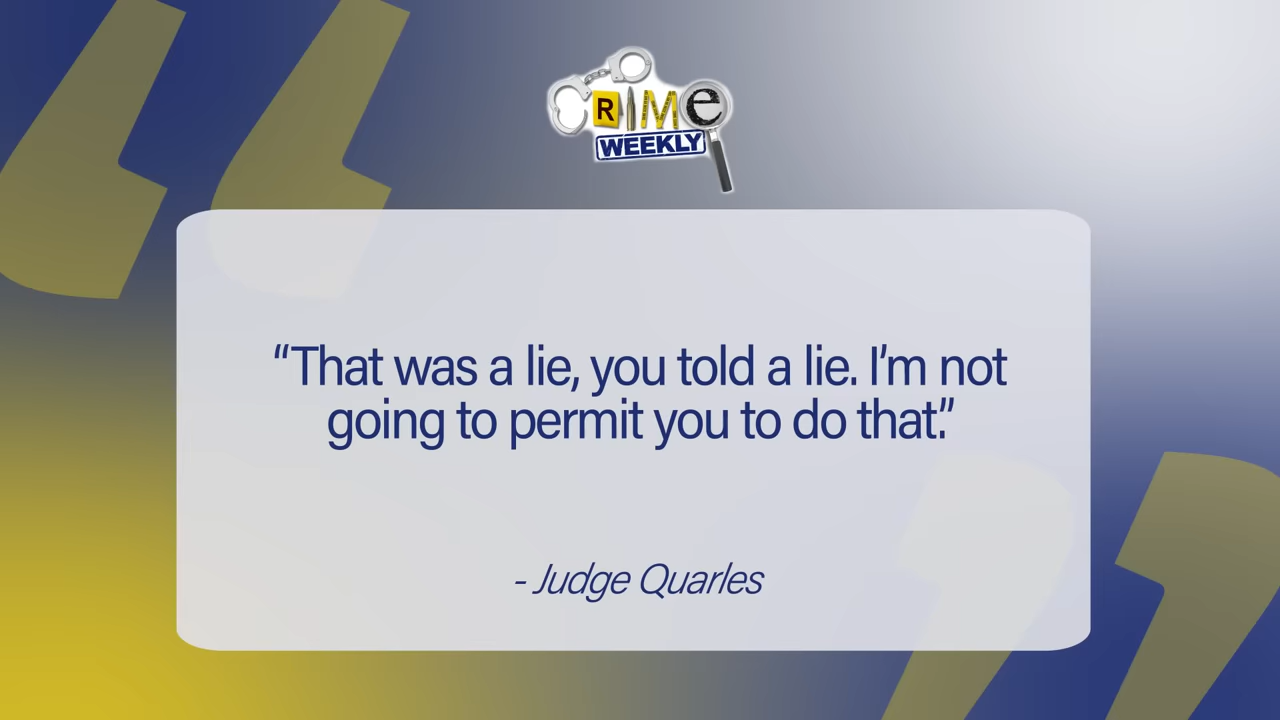 CRIMe
WEEKLY
“That was a lie, you told a lie. I’m not
going to permit you to do that.”
- Judge Quarles